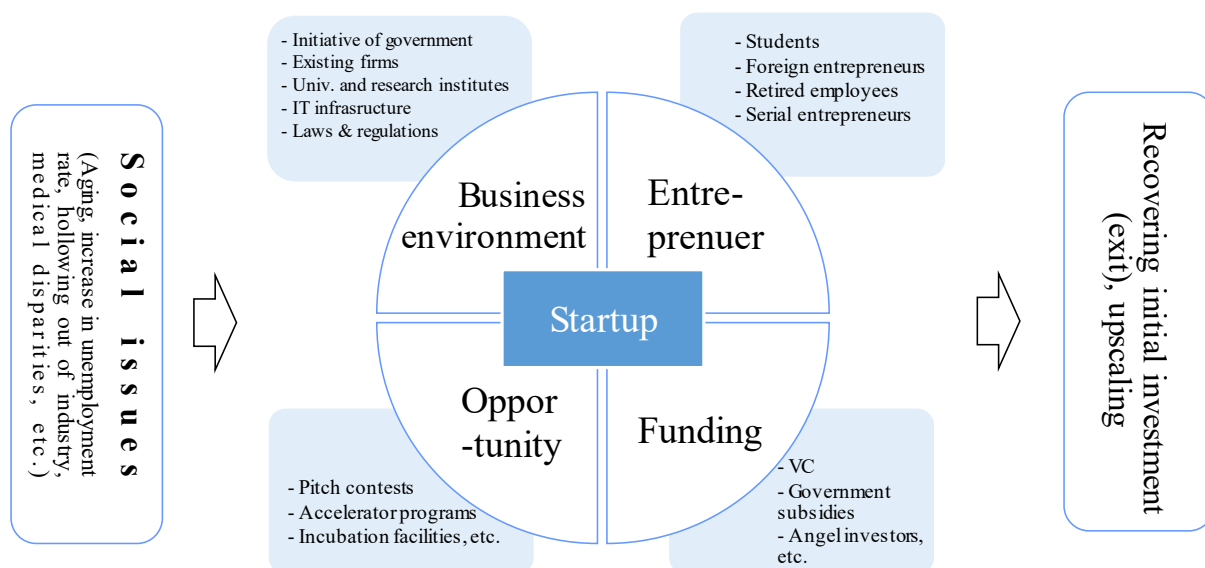 Social issues
(Aging, increase in unemployment
rate, hollowing out of industry,
medical disparities, etc.)
- Initiative of government
- Existing firms
- Univ. and research institutes
- IT infrasructure
- Laws & regulations
- Students
- Foreign entrepreneurs
- Retired employees
- Serial entrepreneurs
Business
environment
Entre-
prenuer
Startup
Oppor
-tunity
Funding
- Pitch contests
- Accelerator programs
- Incubation facilities, etc.
- VC
- Government
subsidies
- Angel investors,
etc.
Recovering initial investment
(exit), upscaling